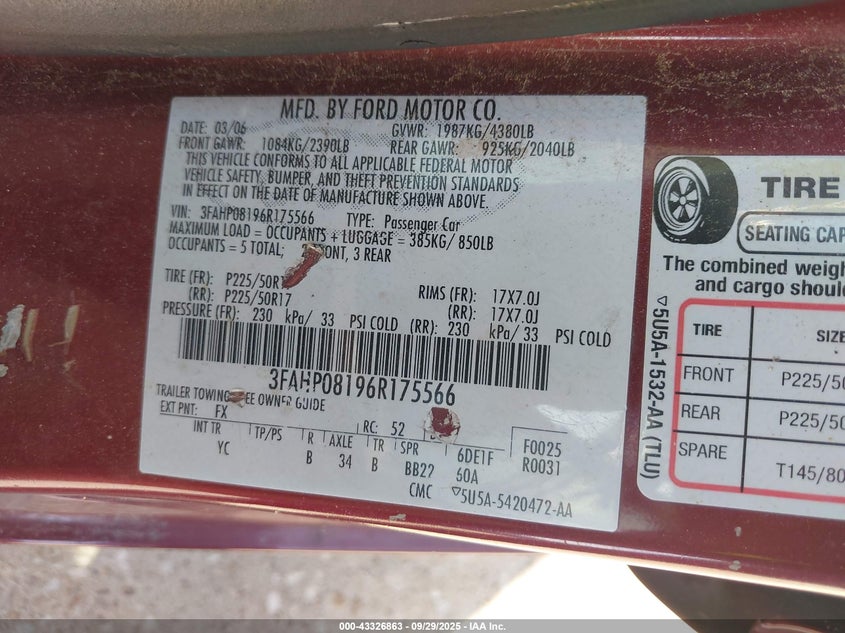 MFD. BY FORD MOTOR CO.
DATE: 03/06 GVWR: 1987KG/4380LB
FRONT GAWR: 1084KG/2390LB REAR GAWR: 925KG/2040LB
THIS VEHICLE CONFORMS TO ALL APPLICABLE FEDERAL MOTOR
VEHICLE SAFETY, BUMPER, AND THEFT PREVENTION STANDARDS
IN EFFECT ON THE DATE OF MANUFACTURE SHOWN ABOVE.
VIN: 3FAHP08196R175566 TYPE: Passenger Car
MAXIMUM LOAD = OCCUPANTS + LUGGAGE = 385KG/ 850LB
OCCUPANTS = 5 TOTAL; ONT, 3 REAR
TIRE (FR): P225/50R RIMS (FR): 17X7.0J
(RR): P225/50R17 (RR): 17X7.0J
PRESSURE (FR): 230 kPa/ 33 PSI COLD (RR): 230 kPa/ 33 PSI COLD
3FAHP08196R175566
TRAILER TOWING EE OWNER GUIDE
EXT PNT: FX RC: 52 6DE1F F0025
INT TR TP/PS R AXLE TR SPR R0031
YC B 34 B BB22 60A
CMC ▽5U5A-5420472-AA
TIRE
SEATING CAP
The combined weigh
and cargo shoul
TIRE SIZE
FRONT P225/50
REAR P225/50
SPARE T145/80
▽5U5A-1532-AA (TLU)
000-43326863 - 09/29/2025 - IAA Inc.